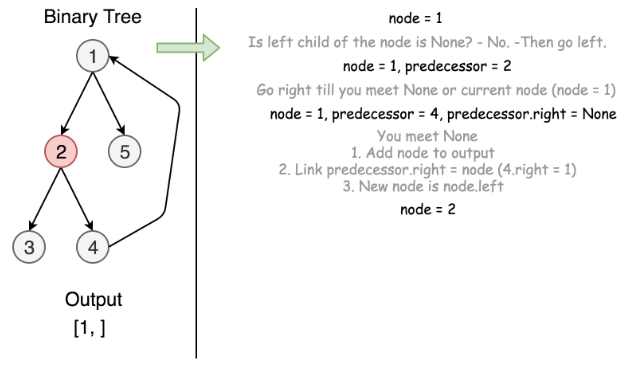 Binary Tree
1
2
5
3
4
Output
[1, ]
node = 1
Is left child of the node is None? - No. -Then go left.
node = 1, predecessor = 2
Go right till you meet None or current node (node = 1)
node = 1, predecessor = 4, predecessor.right = None
You meet None
1. Add node to output
2. Link predecessor.right = node (4.right = 1)
3. New node is node.left
node = 2